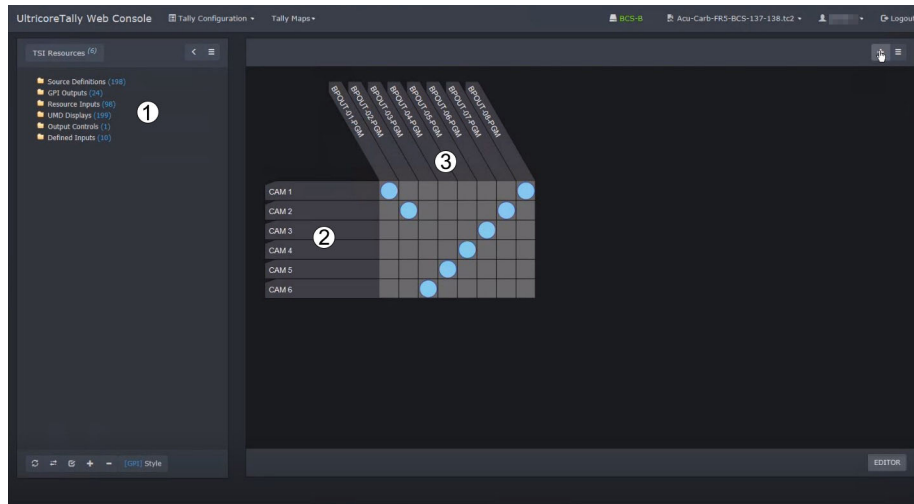 UltricoreTally Web Console Tally Configuration Tally Maps BCS-B Acu-Carb-FR5-BCS-137-138.tc2 Logout
TSI Resources (6)
Source Definitions (198)
GPI Outputs (24)
Resource Inputs (98)
UMD Displays (199)
Output Controls (1)
Defined Inputs (10)
1
BPOUT-01-PGM
BPOUT-02-PGM
BPOUT-03-PGM
BPOUT-04-PGM
BPOUT-05-PGM
BPOUT-06-PGM
BPOUT-07-PGM
BPOUT-08-PGM
3
CAM 1
CAM 2
CAM 3
CAM 4
CAM 5
CAM 6
2
[GPI] Style
EDITOR